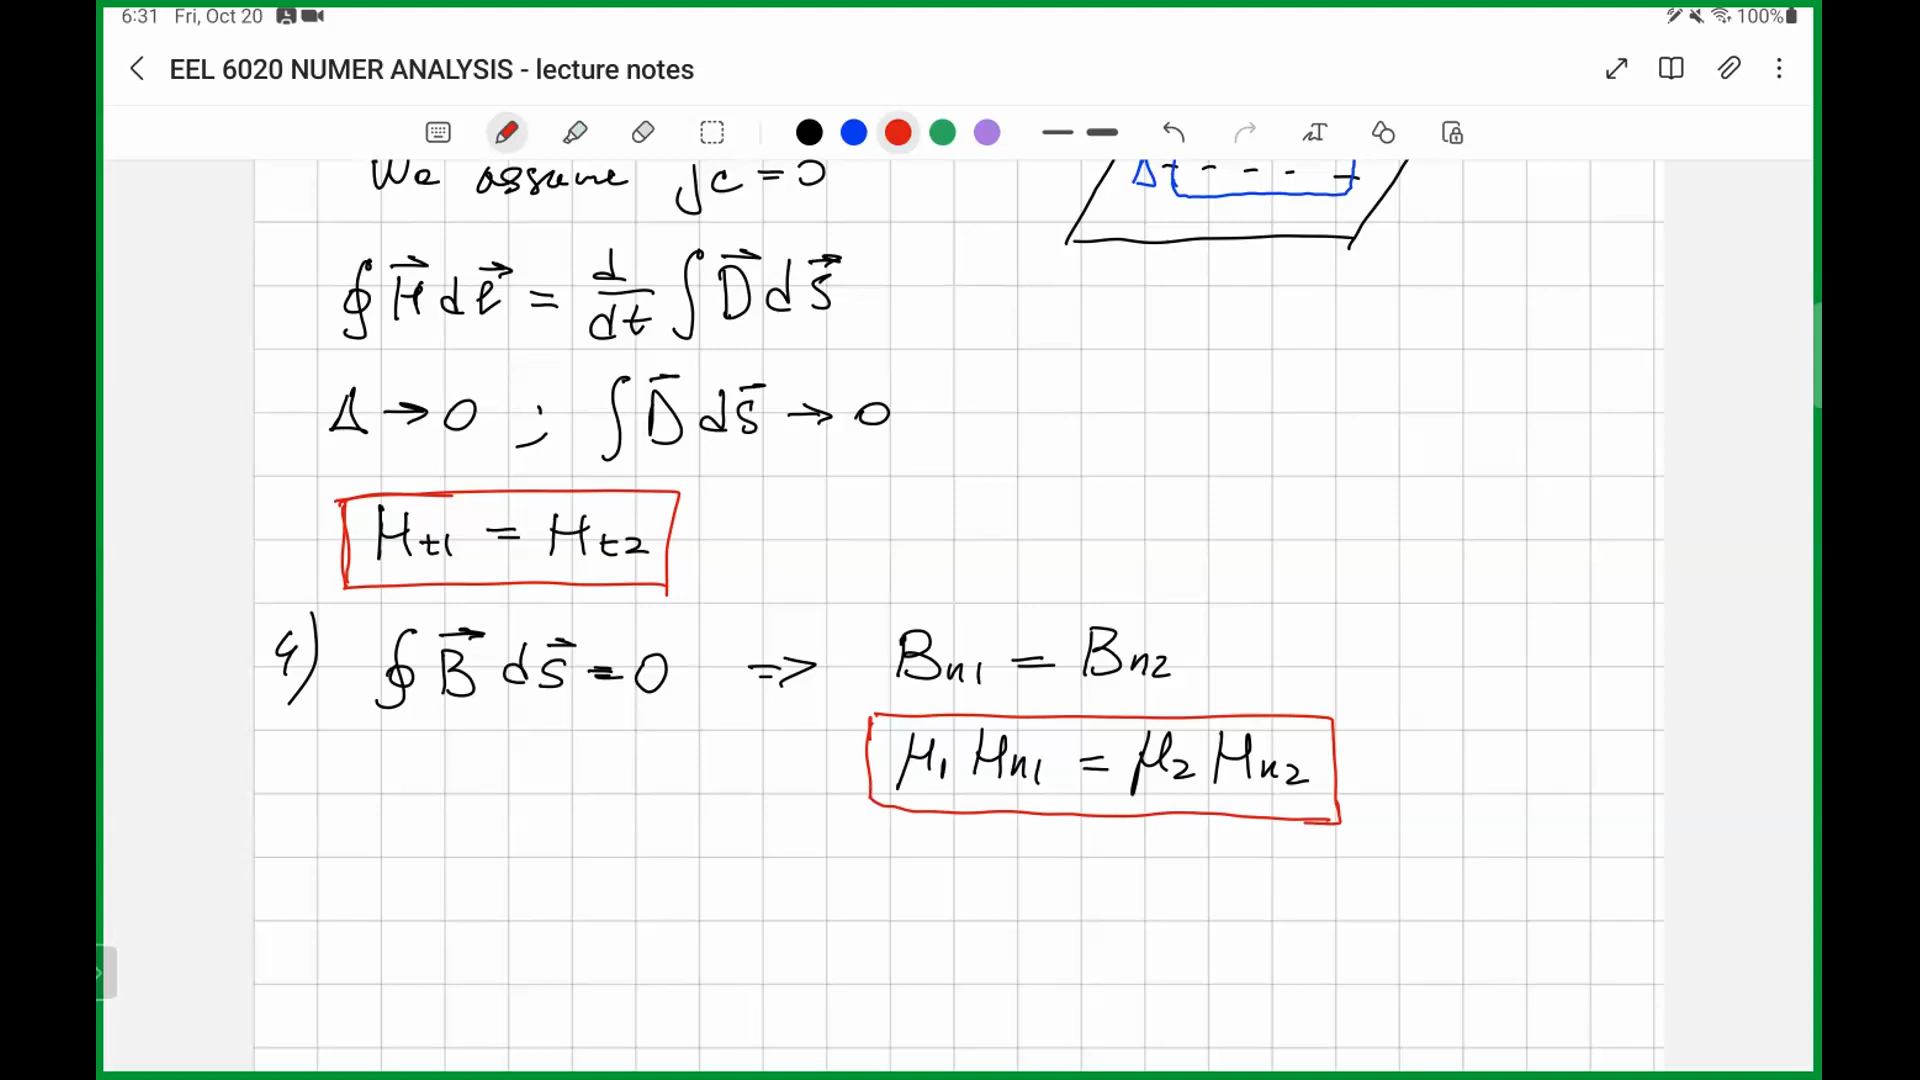 6:31 Fri, Oct 20 100%
EEL 6020 NUMER ANALYSIS - lecture notes
We assume jc = 0
Δ
∮ H⃗ dℓ⃗ = d/dt ∫ D⃗ ds⃗
Δ → 0 ; ∫ D⃗ ds⃗ → 0
Ht1 = Ht2
4) ∮ B⃗ ds⃗ = 0 => Bn1 = Bn2
μ1 Hn1 = μ2 Hn2